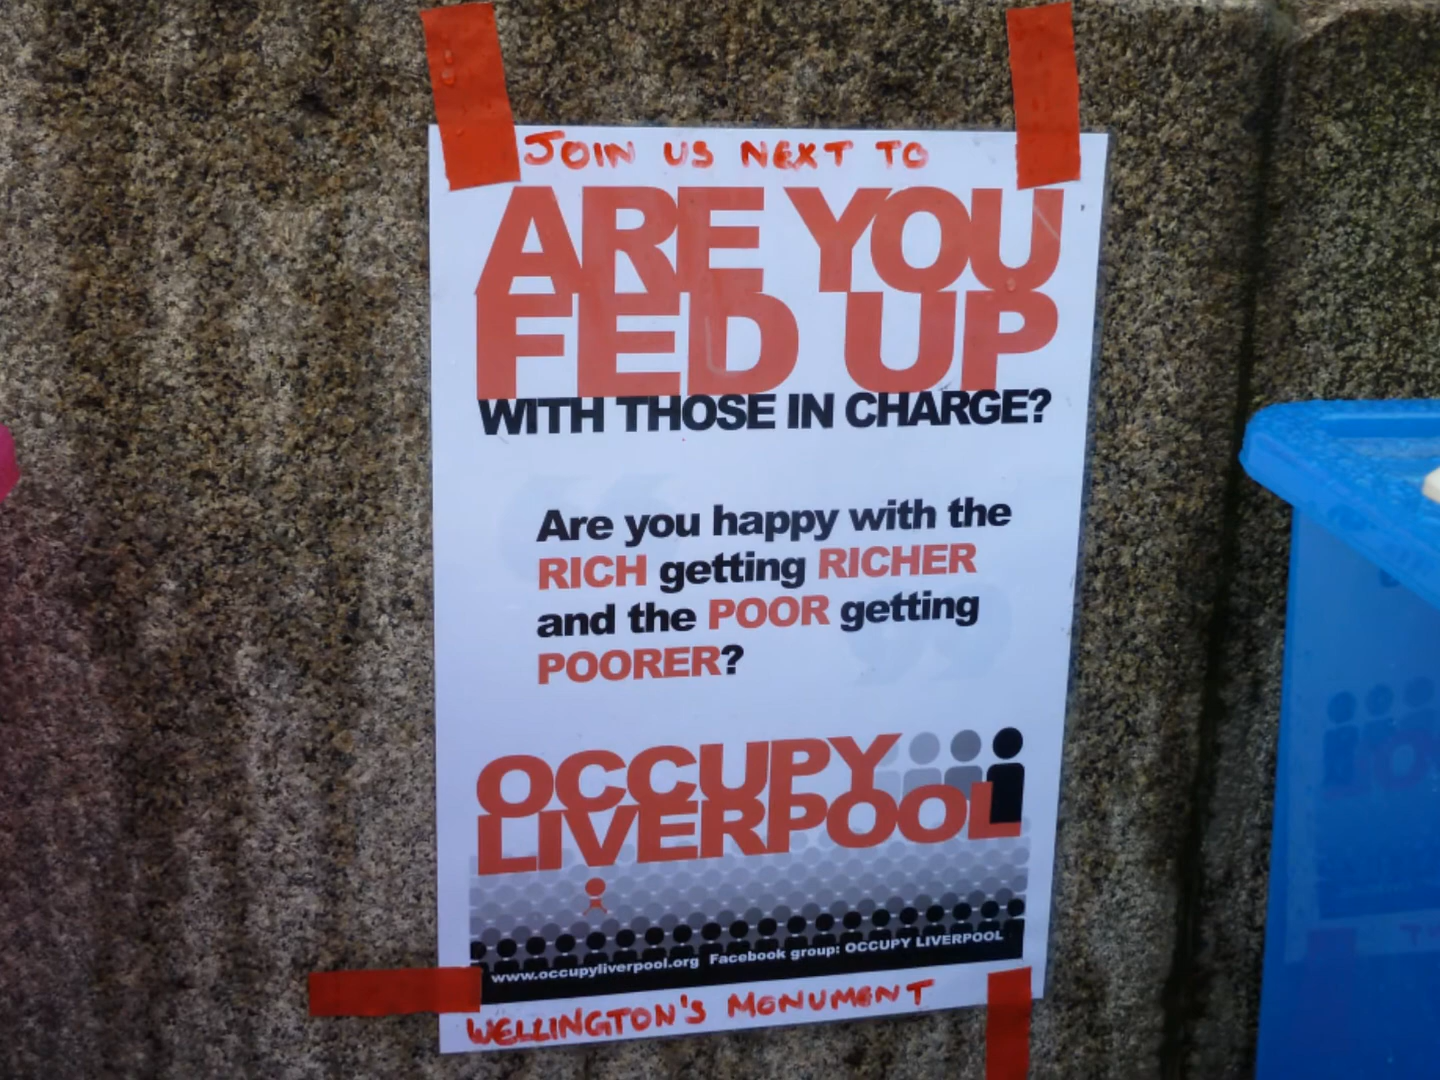 JOIN US NEXT TO
ARE YOU
FED UP
WITH THOSE IN CHARGE?
Are you happy with the
RICH getting RICHER
and the POOR getting
POORER?
OCCUPY
LIVERPOOL
www.occupyliverpool.org Facebook group: OCCUPY LIVERPOOL
WELLINGTON'S MONUMENT